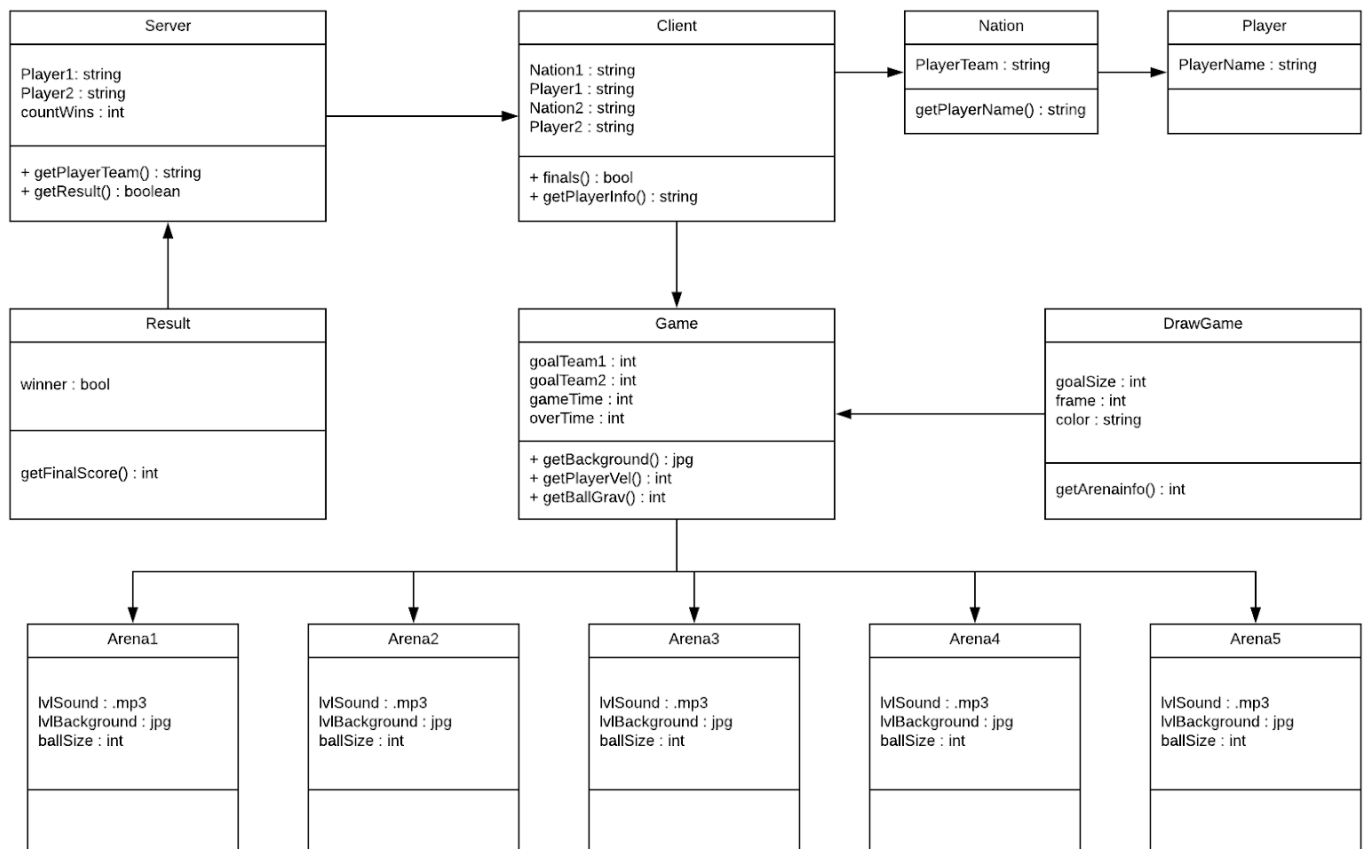 Server
Player1: string
Player2 : string
countWins : int
+ getPlayerTeam() : string
+ getResult() : boolean
Client
Nation1 : string
Player1 : string
Nation2 : string
Player2 : string
+ finals() : bool
+ getPlayerInfo() : string
Nation
PlayerTeam : string
getPlayerName() : string
Player
PlayerName : string
Result
winner : bool
getFinalScore() : int
Game
goalTeam1 : int
goalTeam2 : int
gameTime : int
overTime : int
+ getBackground() : jpg
+ getPlayerVel() : int
+ getBallGrav() : int
DrawGame
goalSize : int
frame : int
color : string
getArenainfo() : int
Arena1
lvlSound : .mp3
lvlBackground : jpg
ballSize : int
Arena2
lvlSound : .mp3
lvlBackground : jpg
ballSize : int
Arena3
lvlSound : .mp3
lvlBackground : jpg
ballSize : int
Arena4
lvlSound : .mp3
lvlBackground : jpg
ballSize : int
Arena5
lvlSound : .mp3
lvlBackground : jpg
ballSize : int